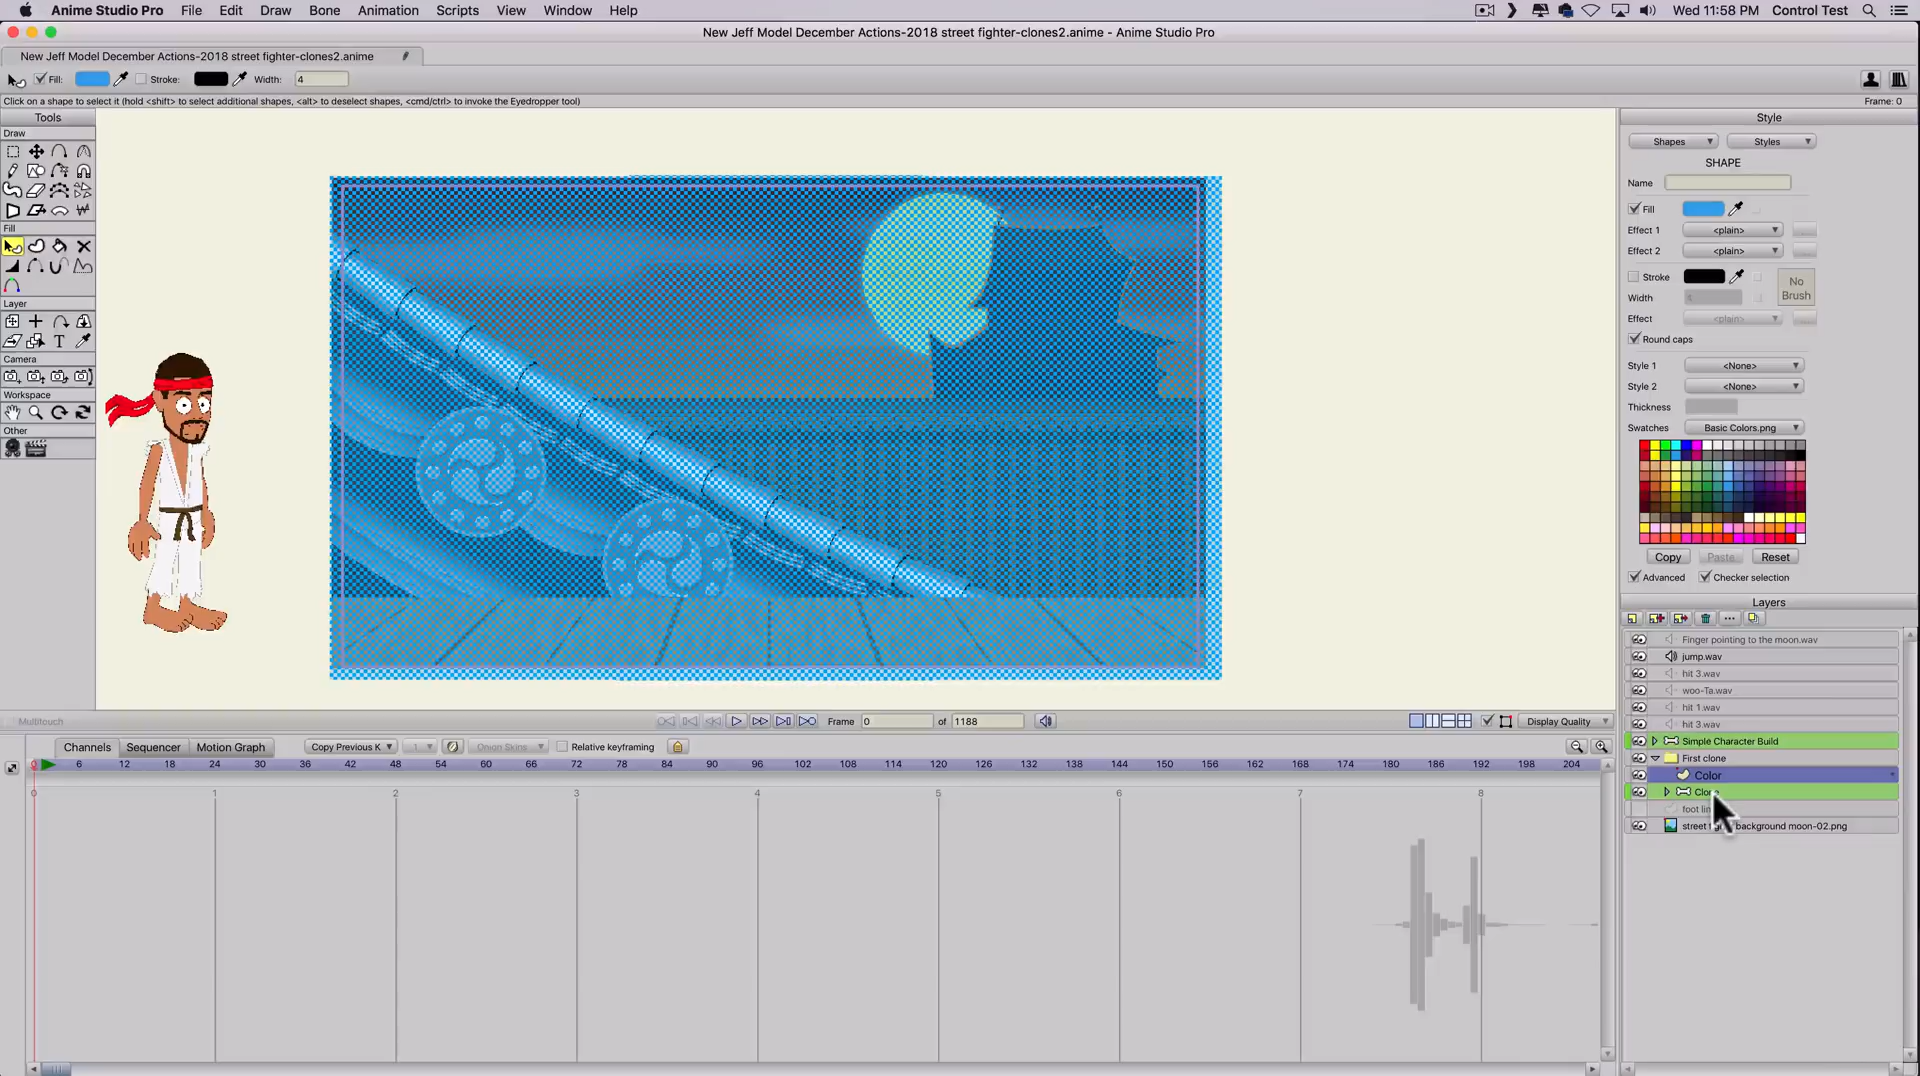 Anime Studio Pro File Edit Draw Bone Animation Scripts View Window Help Wed 11:58 PM Control Test
New Jeff Model December Actions-2018 street fighter-clones2.anime - Anime Studio Pro
New Jeff Model December Actions-2018 street fighter-clones2.anime
Fill: Stroke: Width: 4
Click on a shape to select it (hold <shift> to select additional shapes, <alt> to deselect shapes, <cmd/ctrl> to invoke the Eyedropper tool) Frame: 0
Tools
Draw
Fill
Layer
Camera
Workspace
Other
Style
Shapes Styles
SHAPE
Name
Fill
Effect 1 <plain> ...
Effect 2 <plain> ...
Stroke
No Brush
Width
Effect <plain> ...
Round caps
Style 1 <None>
Style 2 <None>
Thickness
Swatches Basic Colors.png
Copy Paste Reset
Advanced Checker selection
Layers
Finger pointing to the moon.wav
jump.wav
hit 3.wav
woo-Ta.wav
hit 1.wav
hit 3.wav
Simple Character Build
First clone
Color
foot
background moon-02.png
Multitouch
Frame 0 of 1188 Display Quality
Channels Sequencer Motion Graph Copy Previous K 1 Onion Skins Relative keyframing
0 6 12 18 24 30 36 42 48 54 60 66 72 78 84 90 96 102 108 114 120 126 132 138 144 150 156 162 168 174 180 186 192 198 204
0 1 2 3 4 5 6 7 8